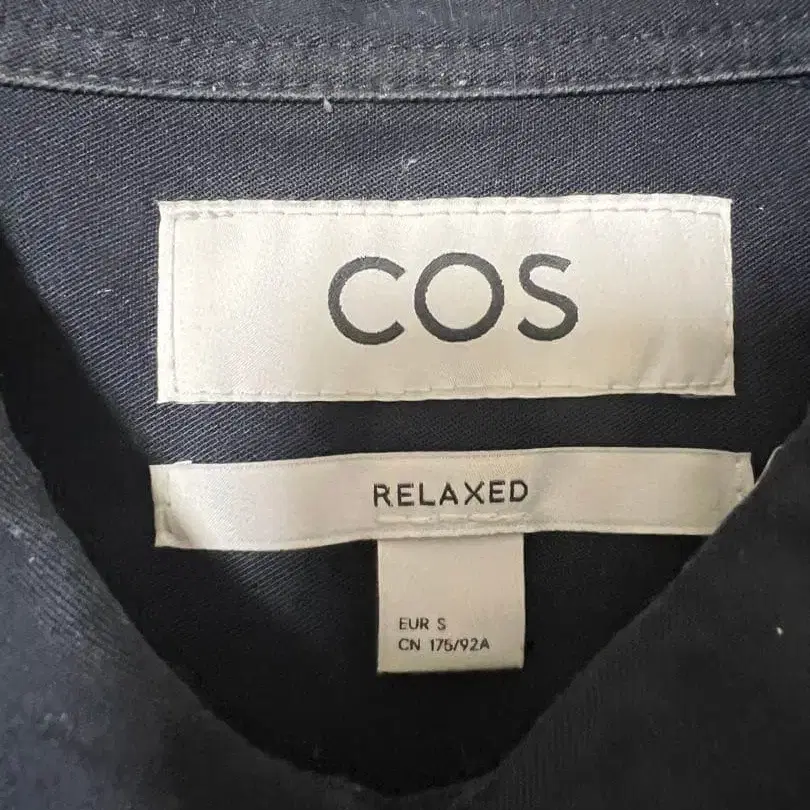 COS
RELAXED
EUR S
CN 175/92A